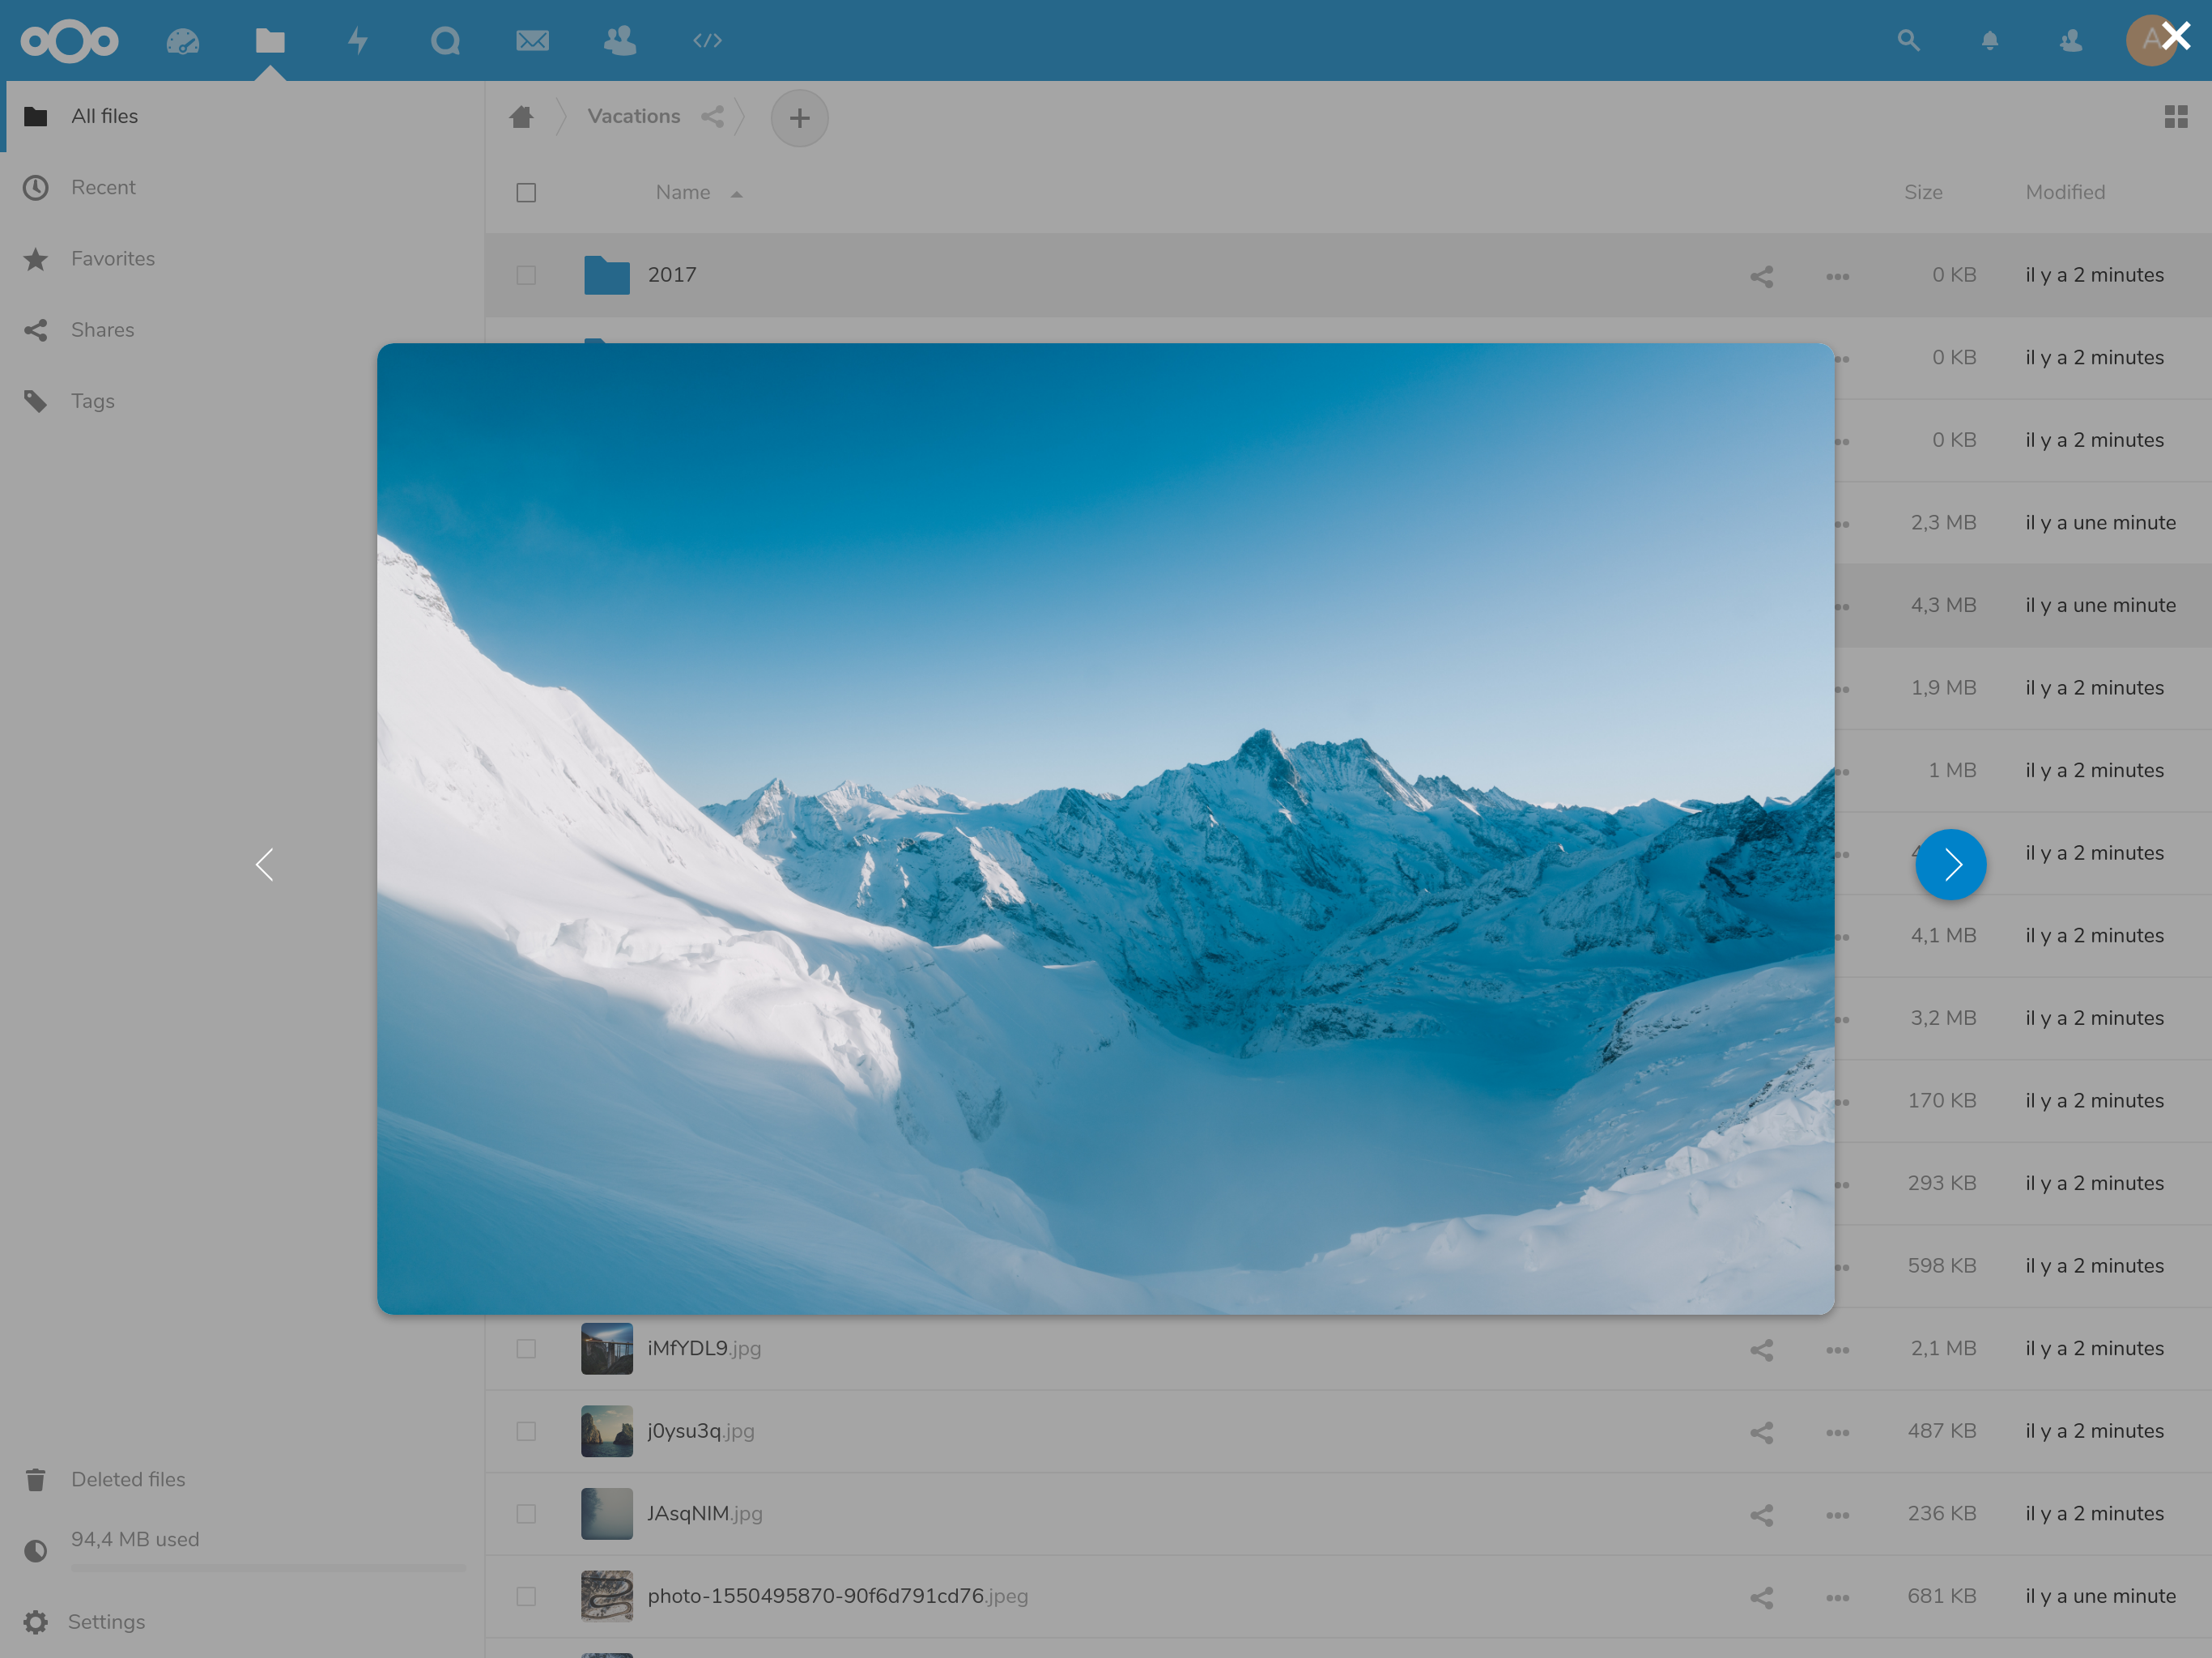 A
All files
Recent
Favorites
Shares
Tags
Vacations
Name
Size
Modified
2017
0 KB
il y a 2 minutes
0 KB
il y a 2 minutes
0 KB
il y a 2 minutes
2,3 MB
il y a une minute
4,3 MB
il y a une minute
1,9 MB
il y a 2 minutes
1 MB
il y a 2 minutes
il y a 2 minutes
4,1 MB
il y a 2 minutes
3,2 MB
il y a 2 minutes
170 KB
il y a 2 minutes
293 KB
il y a 2 minutes
598 KB
il y a 2 minutes
iMfYDL9.jpg
2,1 MB
il y a 2 minutes
j0ysu3q.jpg
487 KB
il y a 2 minutes
JAsqNIM.jpg
236 KB
il y a 2 minutes
photo-1550495870-90f6d791cd76.jpeg
681 KB
il y a une minute
Deleted files
94,4 MB used
Settings